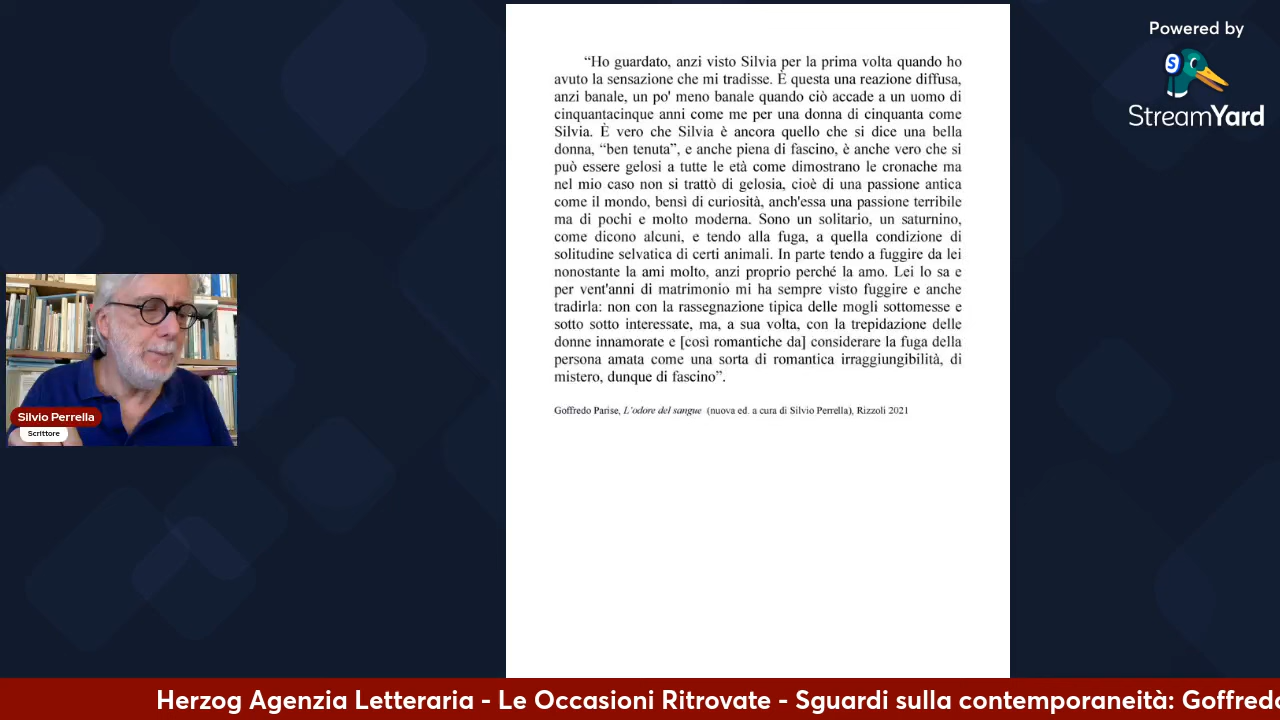 Powered by
S
StreamYard
“Ho guardato, anzi visto Silvia per la prima volta quando ho
avuto la sensazione che mi tradisse. È questa una reazione diffusa,
anzi banale, un po' meno banale quando ciò accade a un uomo di
cinquantacinque anni come me per una donna di cinquanta come
Silvia. È vero che Silvia è ancora quello che si dice una bella
donna, “ben tenuta”, e anche piena di fascino, è anche vero che si
può essere gelosi a tutte le età come dimostrano le cronache ma
nel mio caso non si trattò di gelosia, cioè di una passione antica
come il mondo, bensì di curiosità, anch'essa una passione terribile
ma di pochi e molto moderna. Sono un solitario, un saturnino,
come dicono alcuni, e tendo alla fuga, a quella condizione di
solitudine selvatica di certi animali. In parte tendo a fuggire da lei
nonostante la ami molto, anzi proprio perché la amo. Lei lo sa e
per vent'anni di matrimonio mi ha sempre visto fuggire e anche
tradirla: non con la rassegnazione tipica delle mogli sottomesse e
sotto sotto interessate, ma, a sua volta, con la trepidazione delle
donne innamorate e [così romantiche da] considerare la fuga della
persona amata come una sorta di romantica irraggiungibilità, di
mistero, dunque di fascino”.
Goffredo Parise, L'odore del sangue (nuova ed. a cura di Silvio Perrella), Rizzoli 2021
Silvio Perrella
Scrittore
Herzog Agenzia Letteraria - Le Occasioni Ritrovate - Sguardi sulla contemporaneità: Goffredo